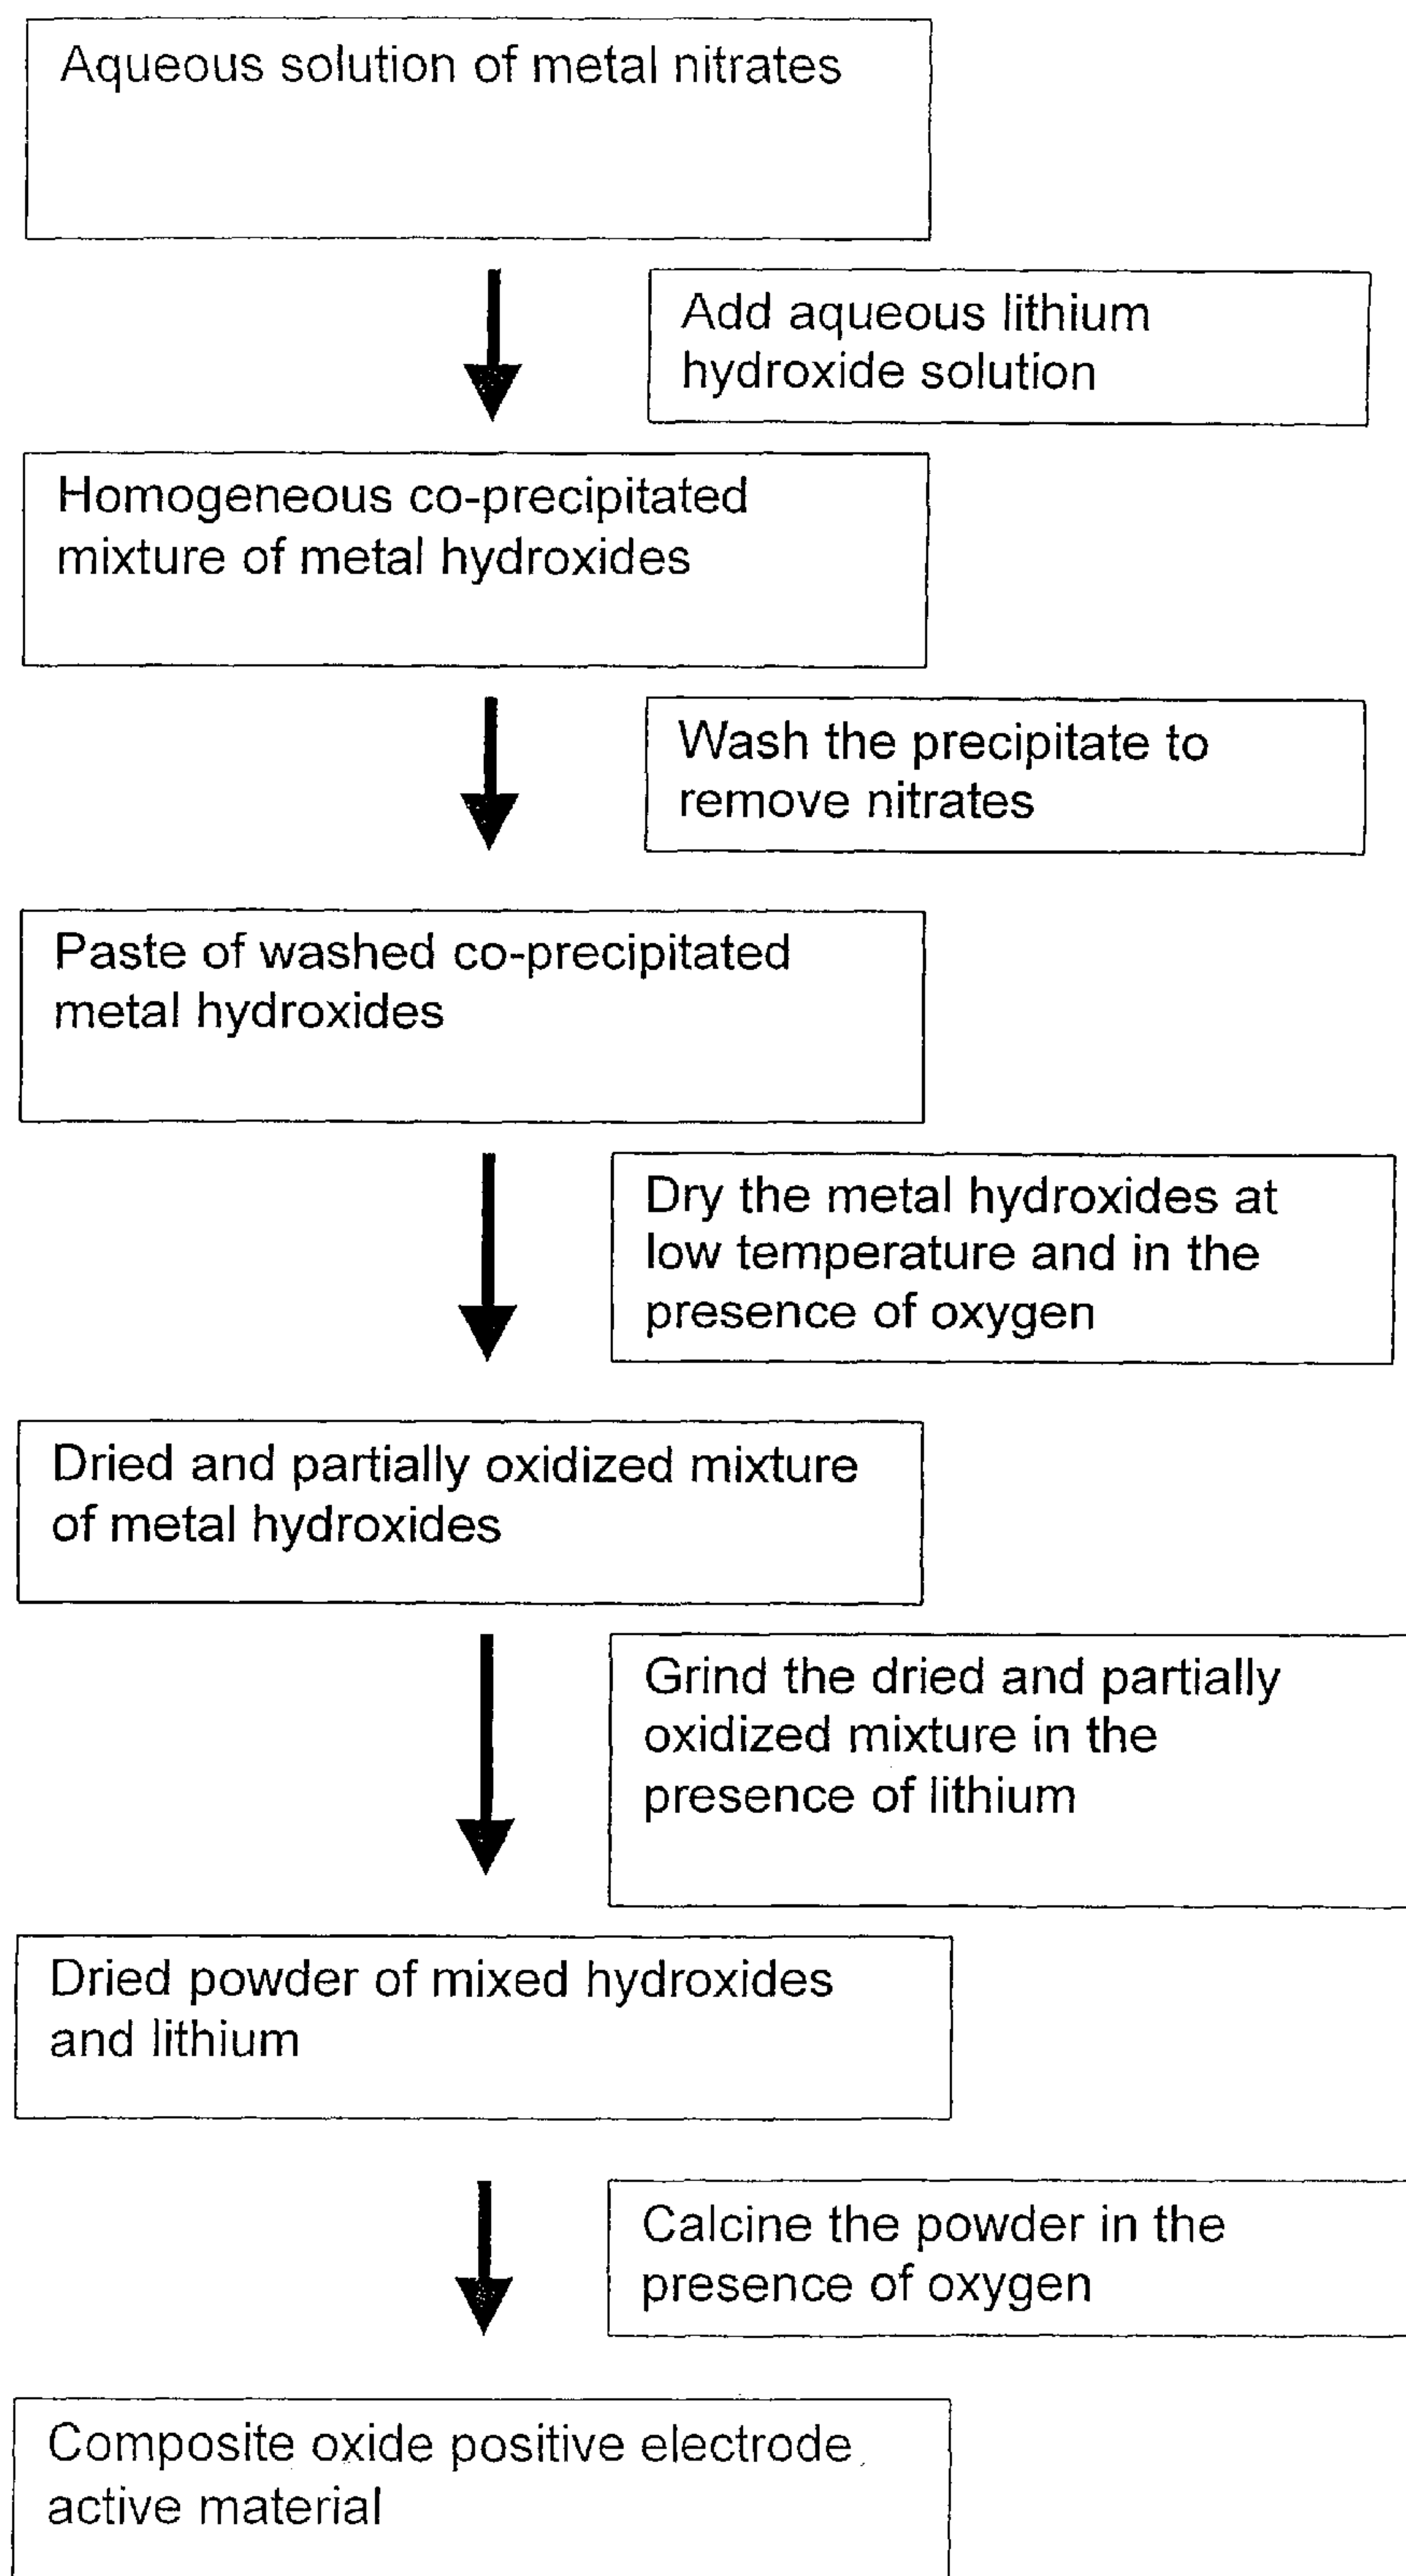 Aqueous solution of metal nitrates
Add aqueous lithium
hydroxide solution
Homogeneous co-precipitated
mixture of metal hydroxides
Wash the precipitate to
remove nitrates
Paste of washed co-precipitated
metal hydroxides
Dry the metal hydroxides at
low temperature and in the
presence of oxygen
Dried and partially oxidized mixture
of metal hydroxides
Grind the dried and partially
oxidized mixture in the
presence of lithium
Dried powder of mixed hydroxides
and lithium
Calcine the powder in the
presence of oxygen
Composite oxide positive electrode
active material